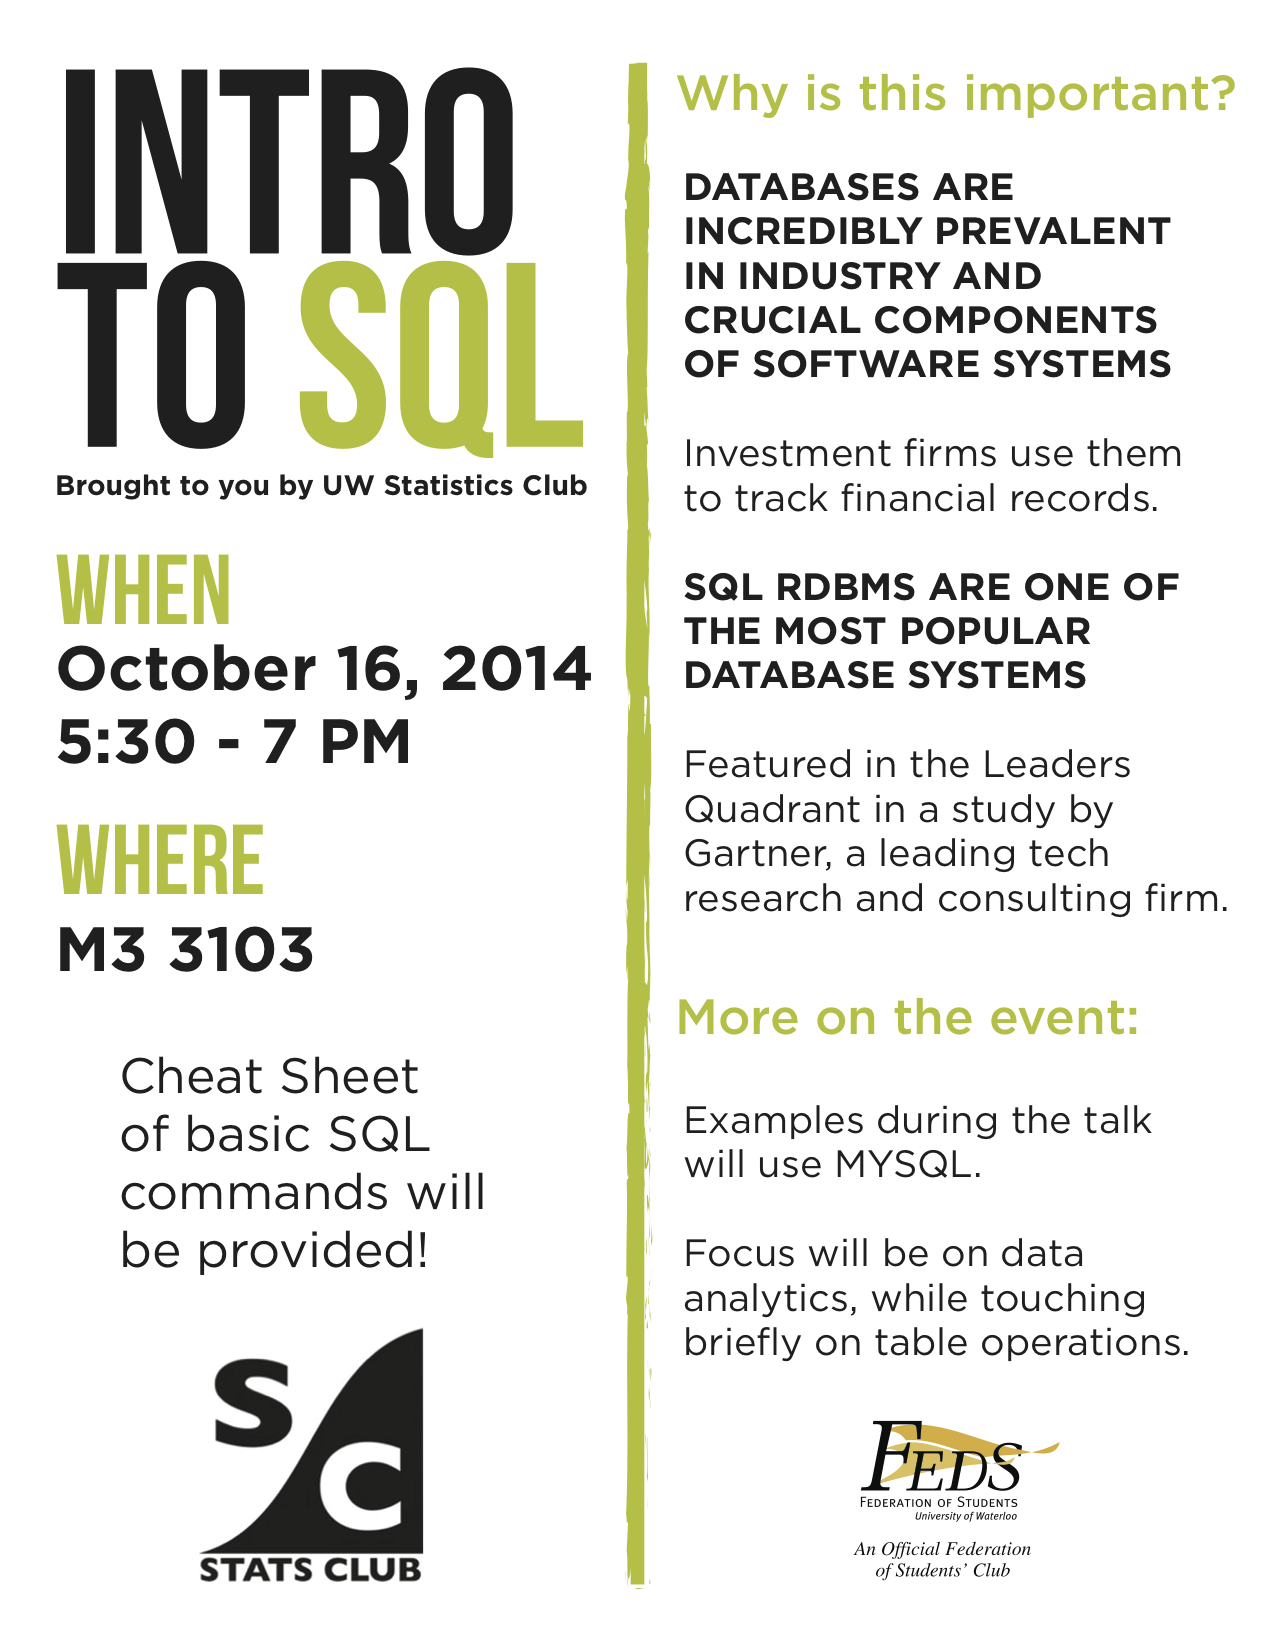 INTRO
TO SQL
Brought to you by UW Statistics Club
WHEN
October 16, 2014
5:30 - 7 PM
WHERE
M3 3103
Cheat Sheet
of basic SQL
commands will
be provided!
S
C
STATS CLUB
Why is this important?
DATABASES ARE
INCREDIBLY PREVALENT
IN INDUSTRY AND
CRUCIAL COMPONENTS
OF SOFTWARE SYSTEMS
Investment firms use them
to track financial records.
SQL RDBMS ARE ONE OF
THE MOST POPULAR
DATABASE SYSTEMS
Featured in the Leaders
Quadrant in a study by
Gartner, a leading tech
research and consulting firm.
More on the event:
Examples during the talk
will use MYSQL.
Focus will be on data
analytics, while touching
briefly on table operations.
FEDS
FEDERATION OF STUDENTS
University of Waterloo
An Official Federation
of Students' Club